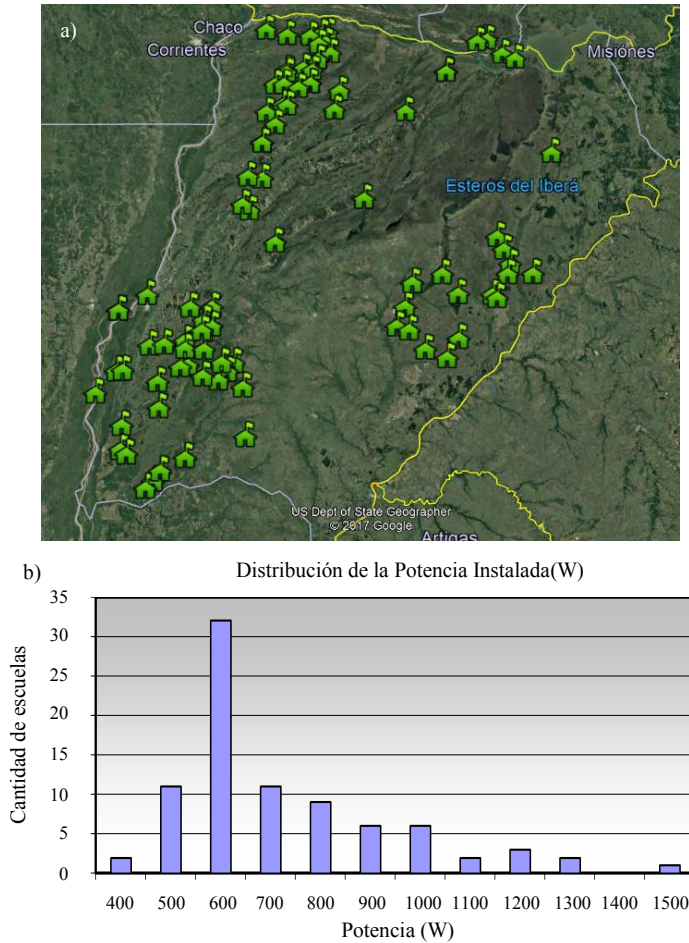 a)
Chaco
Corrientes
Misiónes
Esteros del Iberá
US Dept of State Geographer
© 2017 Google
Artigas
b)
Distribución de la Potencia Instalada(W)
35
30
25
20
15
10
5
0
Cantidad de escuelas
400 500 600 700 800 900 1000 1100 1200 1300 1400 1500
Potencia (W)